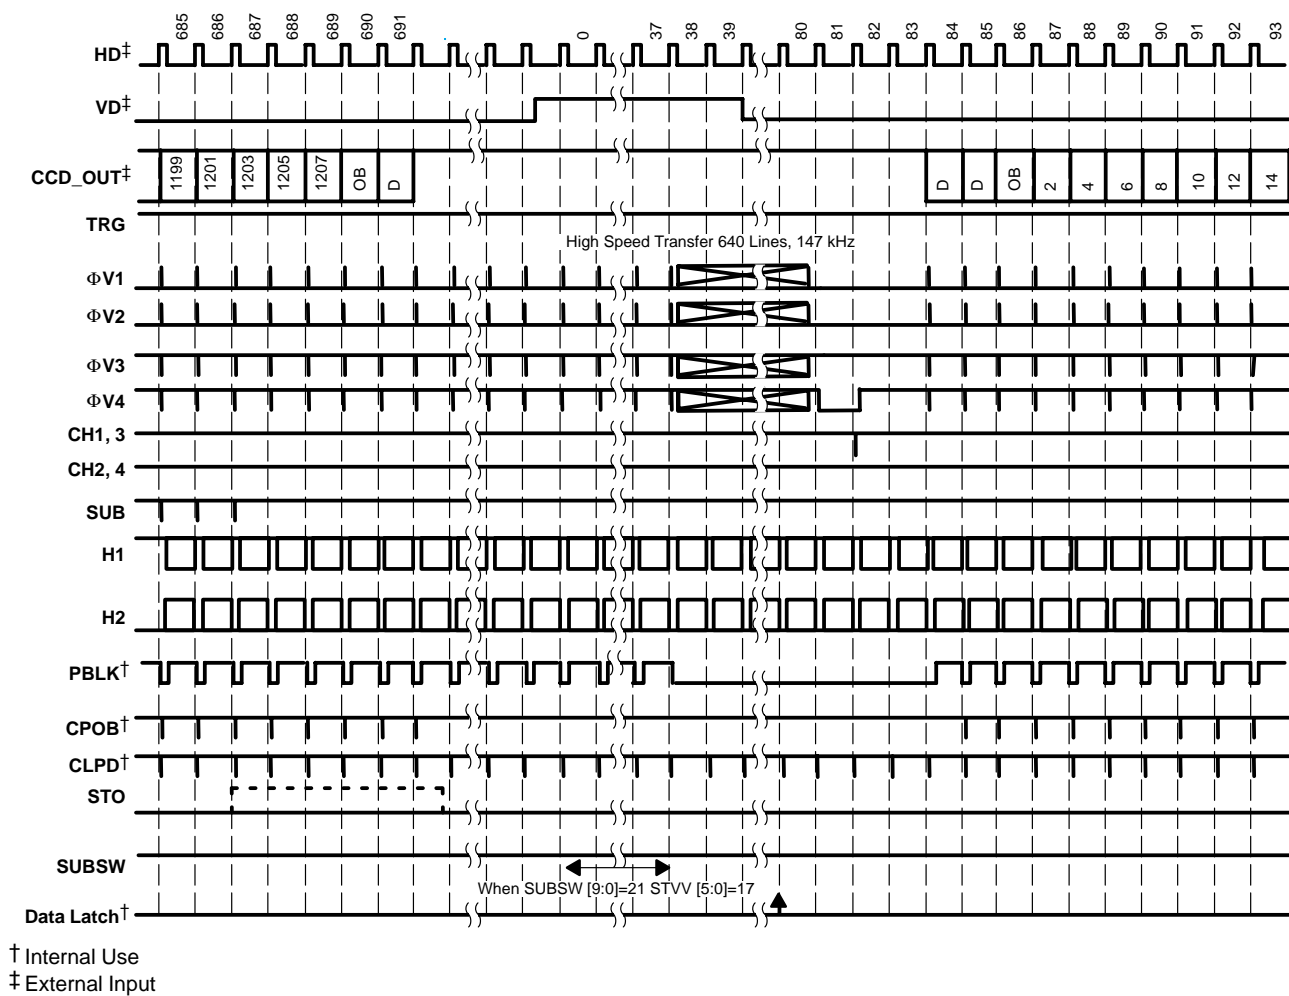 685 686 687 688 689 690 691 0 37 38 39 80 81 82 83 84 85 86 87 88 89 90 91 92 93
HD‡
VD‡
CCD_OUT‡ 1199 1201 1203 1205 1207 OB D D D OB 2 4 6 8 10 12 14
TRG
High Speed Transfer 640 Lines, 147 kHz
ΦV1
ΦV2
ΦV3
ΦV4
CH1, 3
CH2, 4
SUB
H1
H2
PBLK†
CPOB†
CLPD†
STO
SUBSW
When SUBSW [9:0]=21 STVV [5:0]=17
Data Latch†
† Internal Use
‡ External Input